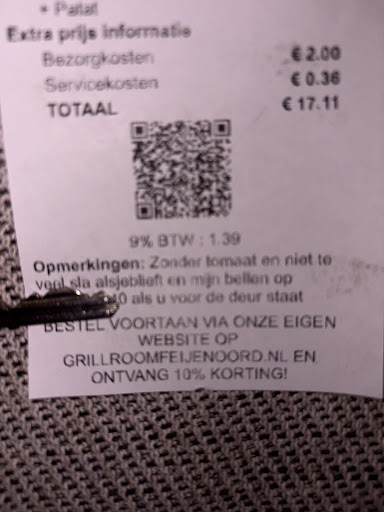 * Patat
Extra prijs informatie
Bezorgkosten € 2.00
Servicekosten € 0.36
TOTAAL € 17.11
9% BTW : 1.39
Opmerkingen: Zonder tomaat en niet te
veel sla alsjeblieft en mijn bellen op
als u voor de deur staat
BESTEL VOORTAAN VIA ONZE EIGEN
WEBSITE OP
GRILLROOMFEIJENOORD.NL EN
ONTVANG 10% KORTING!